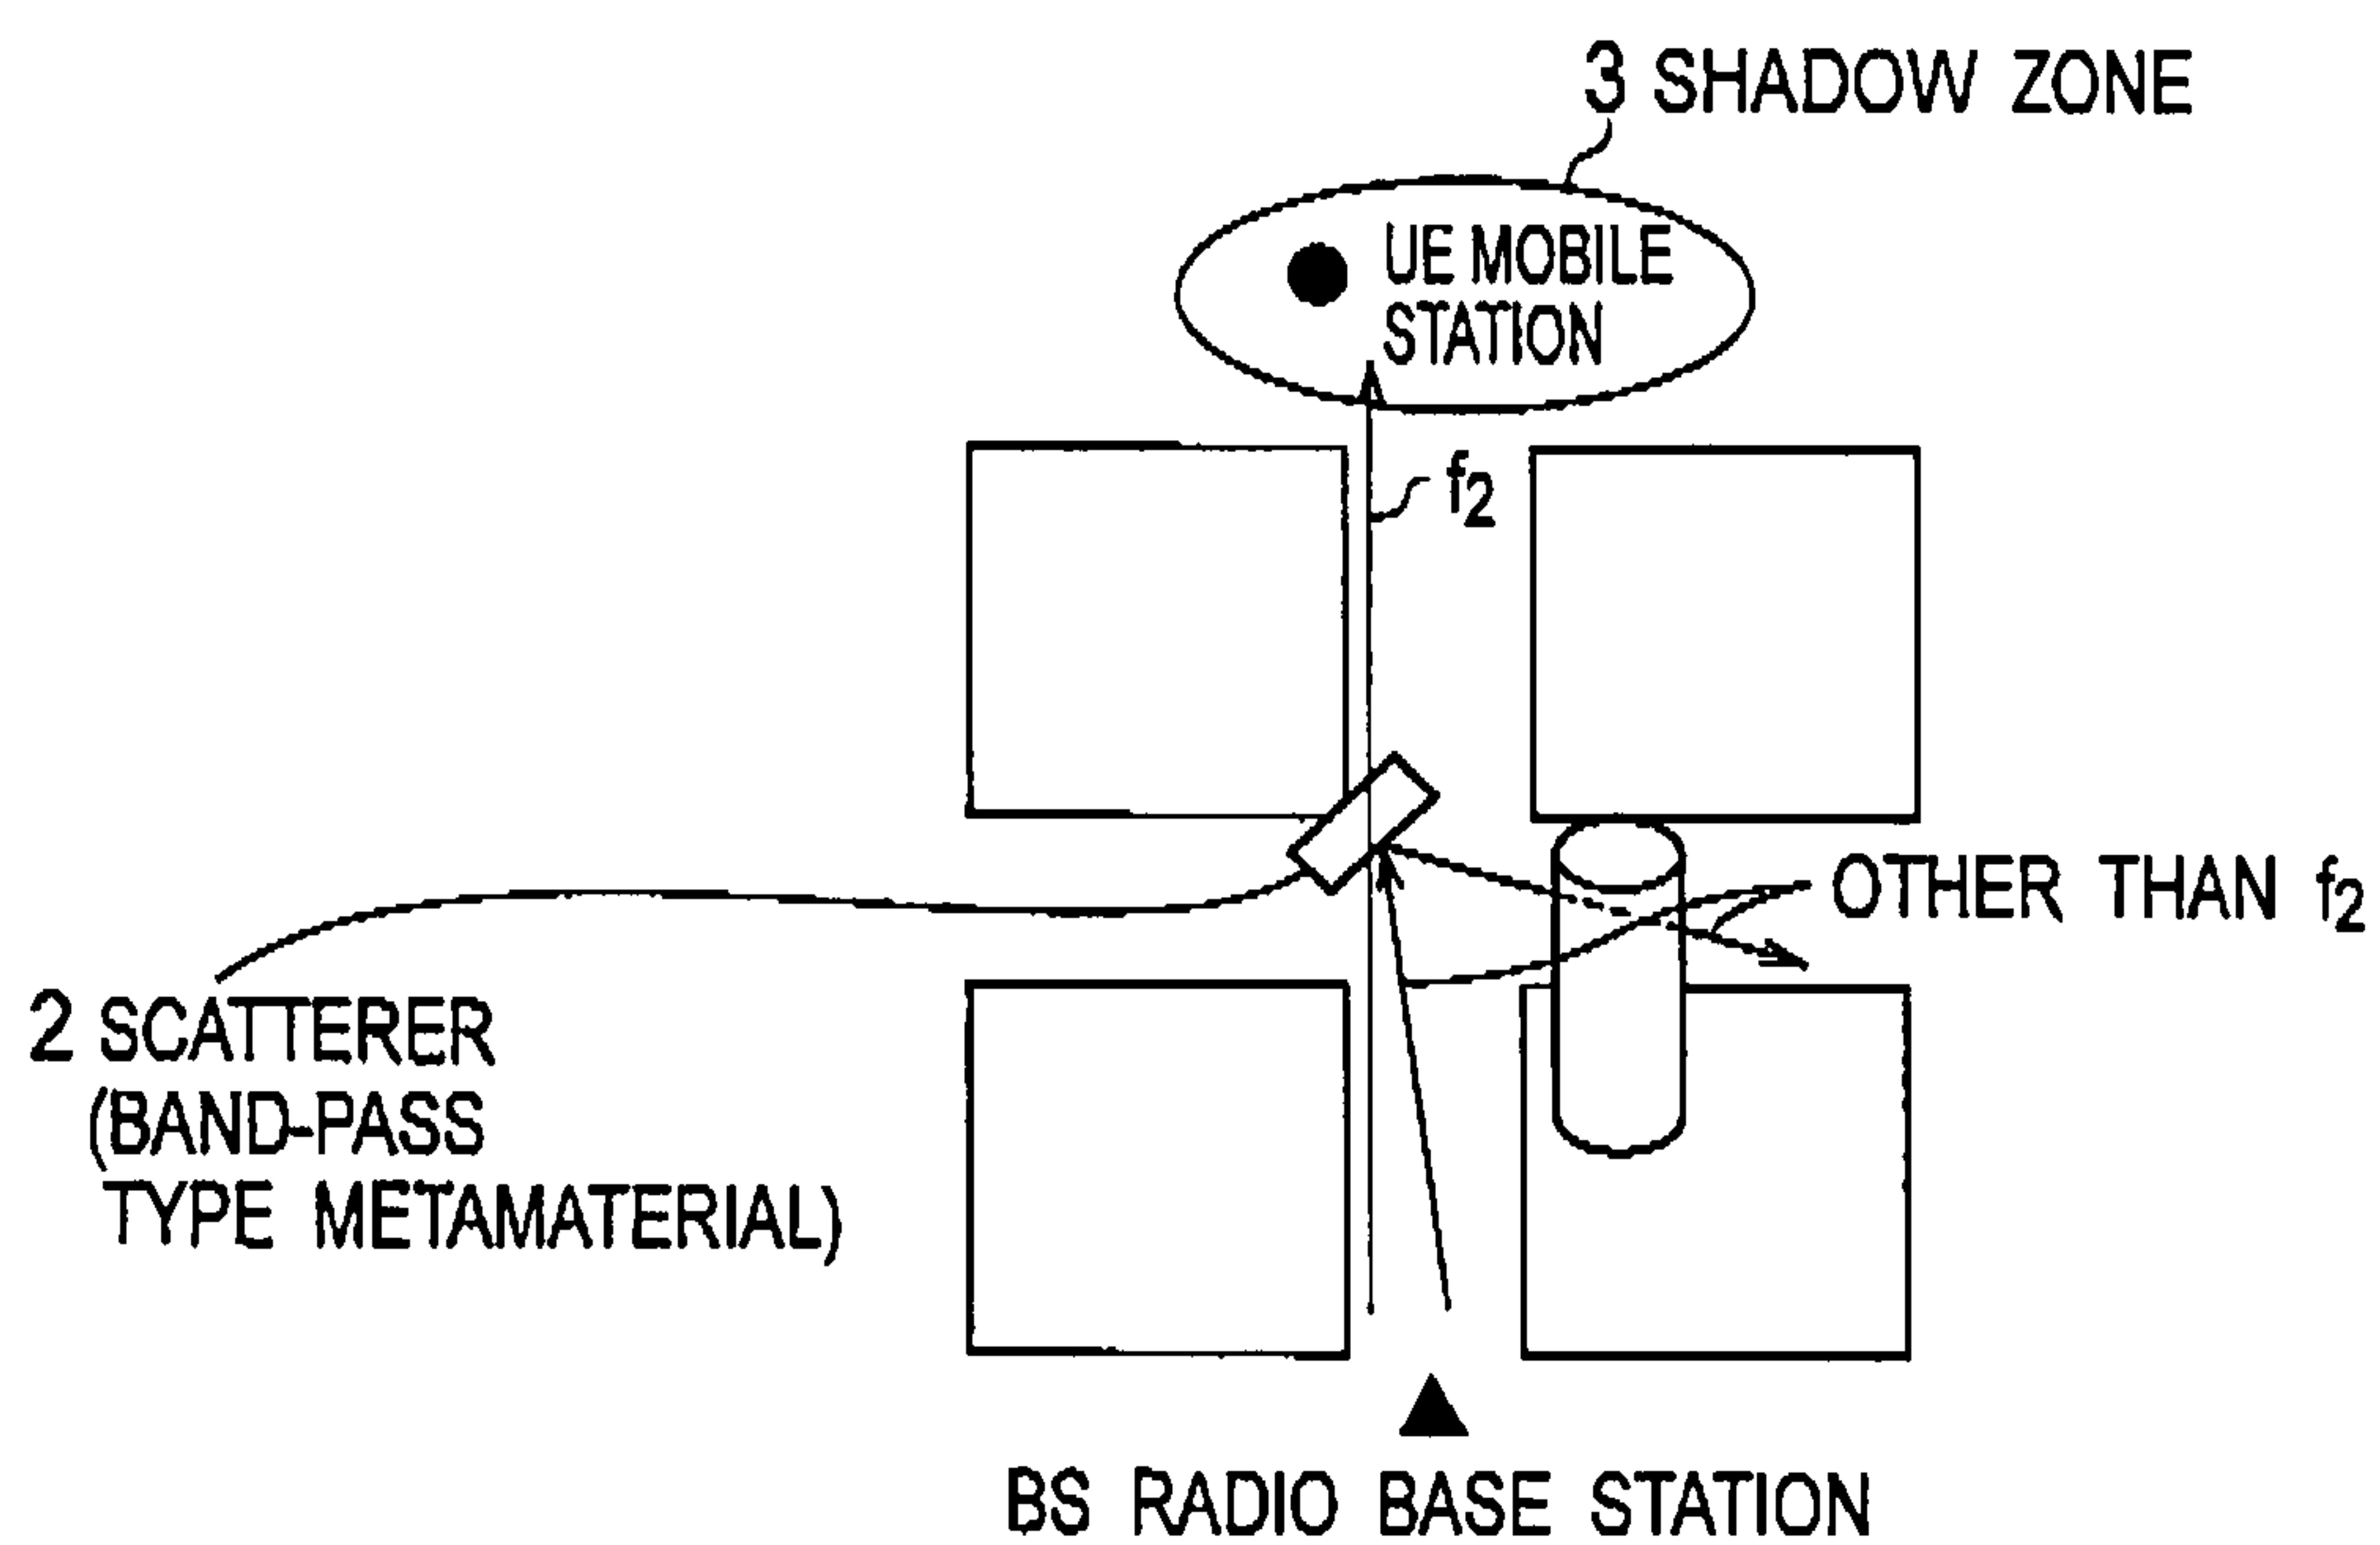 3 SHADOW ZONE
UE MOBILE
STATION
f2
OTHER THAN f2
2 SCATTERER
(BAND-PASS
TYPE METAMATERIAL)
BS RADIO BASE STATION